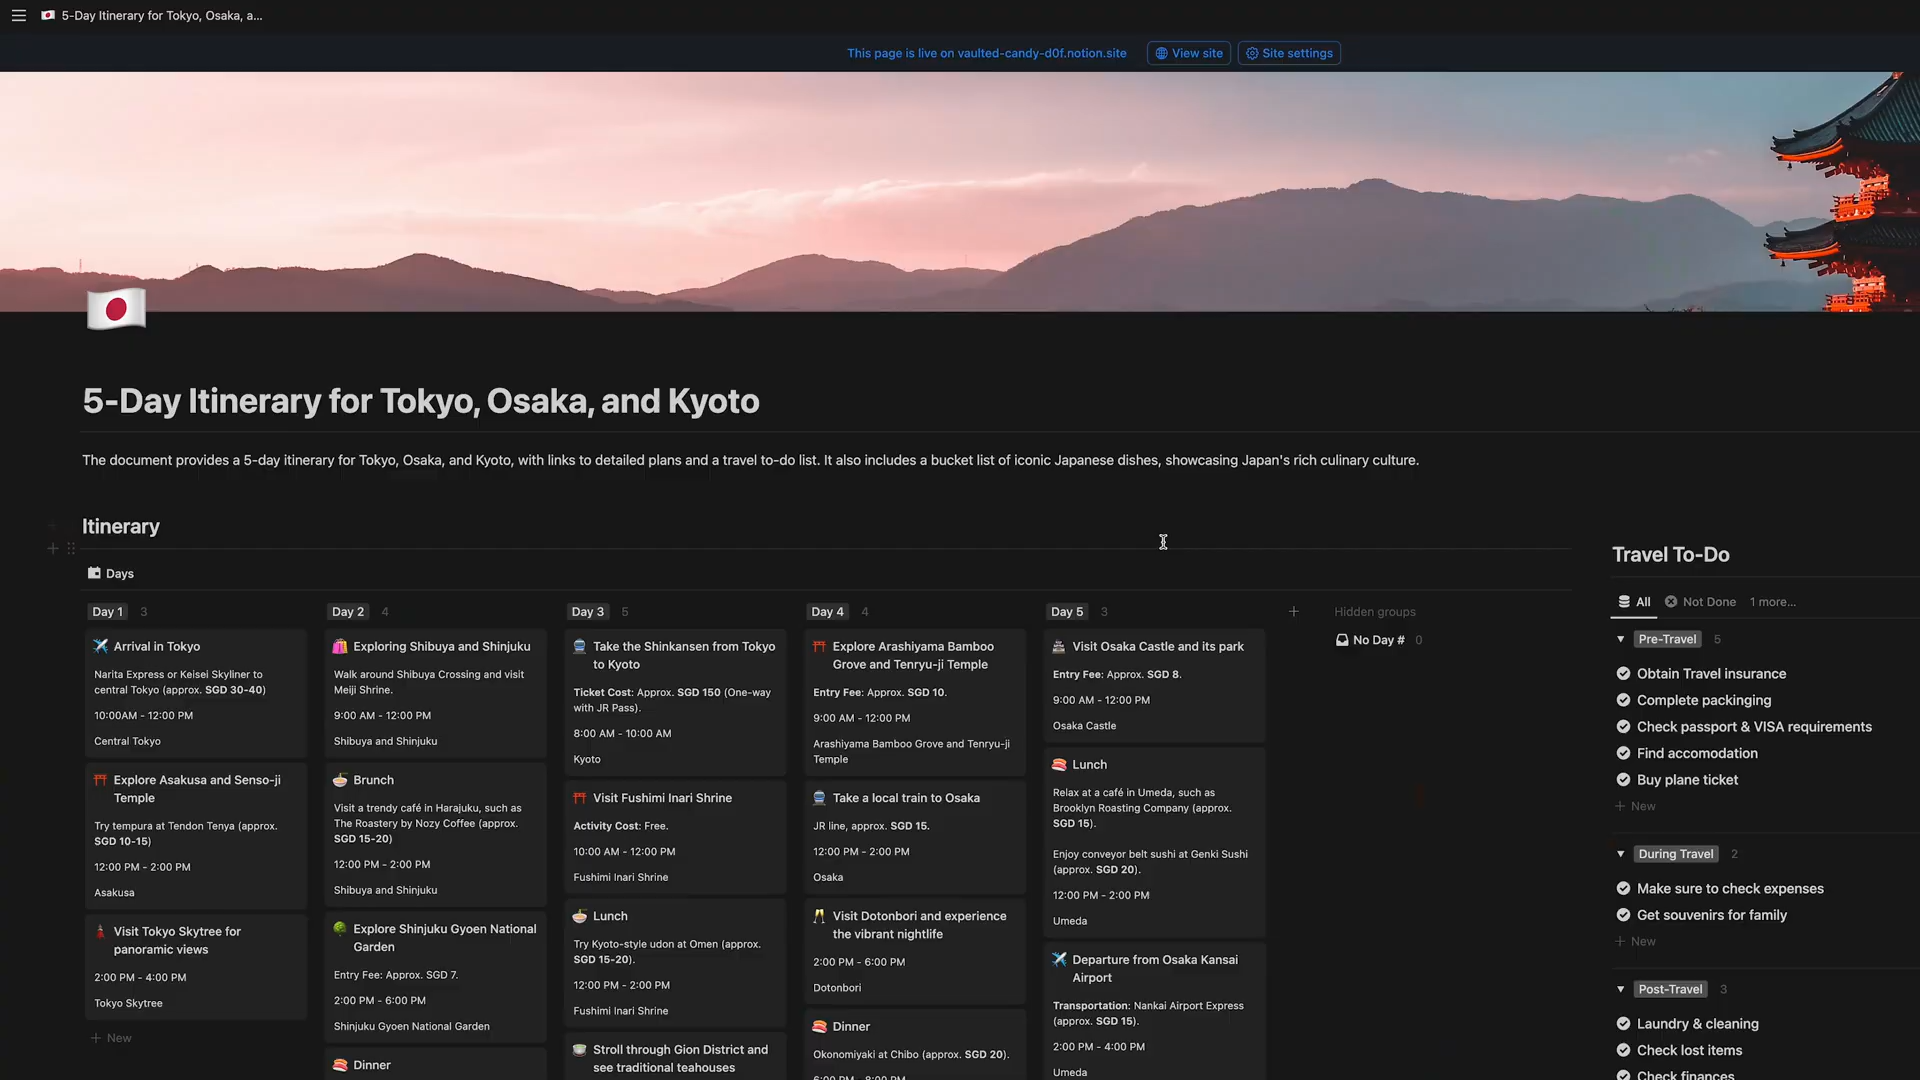 5-Day Itinerary for Tokyo, Osaka, a...
This page is live on vaulted-candy-d0f.notion.site
View site
Site settings
5-Day Itinerary for Tokyo, Osaka, and Kyoto
The document provides a 5-day itinerary for Tokyo, Osaka, and Kyoto, with links to detailed plans and a travel to-do list. It also includes a bucket list of iconic Japanese dishes, showcasing Japan's rich culinary culture.
Itinerary
Days
Day 1 3
Arrival in Tokyo
Narita Express or Keisei Skyliner to
central Tokyo (approx. SGD 30-40)
10:00AM - 12:00 PM
Central Tokyo
Explore Asakusa and Senso-ji
Temple
Try tempura at Tendon Tenya (approx.
SGD 10-15)
12:00 PM - 2:00 PM
Asakusa
Visit Tokyo Skytree for
panoramic views
2:00 PM - 4:00 PM
Tokyo Skytree
+ New
Day 2 4
Exploring Shibuya and Shinjuku
Walk around Shibuya Crossing and visit
Meiji Shrine.
9:00 AM - 12:00 PM
Shibuya and Shinjuku
Brunch
Visit a trendy café in Harajuku, such as
The Roastery by Nozy Coffee (approx.
SGD 15-20)
12:00 PM - 2:00 PM
Shibuya and Shinjuku
Explore Shinjuku Gyoen National
Garden
Entry Fee: Approx. SGD 7.
2:00 PM - 6:00 PM
Shinjuku Gyoen National Garden
Dinner
Day 3 5
Take the Shinkansen from Tokyo
to Kyoto
Ticket Cost: Approx. SGD 150 (One-way
with JR Pass).
8:00 AM - 10:00 AM
Kyoto
Visit Fushimi Inari Shrine
Activity Cost: Free.
10:00 AM - 12:00 PM
Fushimi Inari Shrine
Lunch
Try Kyoto-style udon at Omen (approx.
SGD 15-20).
12:00 PM - 2:00 PM
Fushimi Inari Shrine
Stroll through Gion District and
see traditional teahouses
Day 4 4
Explore Arashiyama Bamboo
Grove and Tenryu-ji Temple
Entry Fee: Approx. SGD 10.
9:00 AM - 12:00 PM
Arashiyama Bamboo Grove and Tenryu-ji
Temple
Take a local train to Osaka
JR line, approx. SGD 15.
12:00 PM - 2:00 PM
Osaka
Visit Dotonbori and experience
the vibrant nightlife
2:00 PM - 6:00 PM
Dotonbori
Dinner
Okonomiyaki at Chibo (approx. SGD 20).
6:00 PM - 8:00 PM
Day 5 3
Visit Osaka Castle and its park
Entry Fee: Approx. SGD 8.
9:00 AM - 12:00 PM
Osaka Castle
Lunch
Relax at a café in Umeda, such as
Brooklyn Roasting Company (approx.
SGD 15).
Enjoy conveyor belt sushi at Genki Sushi
(approx. SGD 20).
12:00 PM - 2:00 PM
Umeda
Departure from Osaka Kansai
Airport
Transportation: Nankai Airport Express
(approx. SGD 15).
2:00 PM - 4:00 PM
Umeda
Hidden groups
No Day # 0
Travel To-Do
All
Not Done
1 more...
Pre-Travel 5
Obtain Travel insurance
Complete packinging
Check passport & VISA requirements
Find accomodation
Buy plane ticket
+ New
During Travel 2
Make sure to check expenses
Get souvenirs for family
+ New
Post-Travel 3
Laundry & cleaning
Check lost items
Check finances